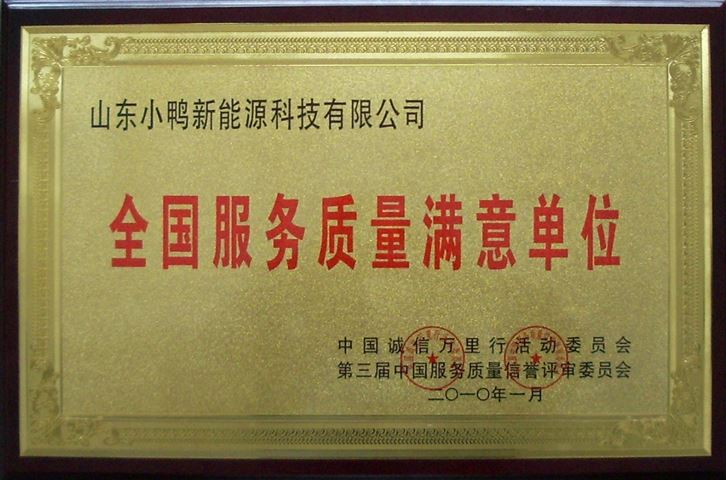 山东小鸭新能源科技有限公司
全国服务质量满意单位
中国诚信万里行活动委员会
第三届中国服务质量信誉评审委员会
二〇一〇年一月